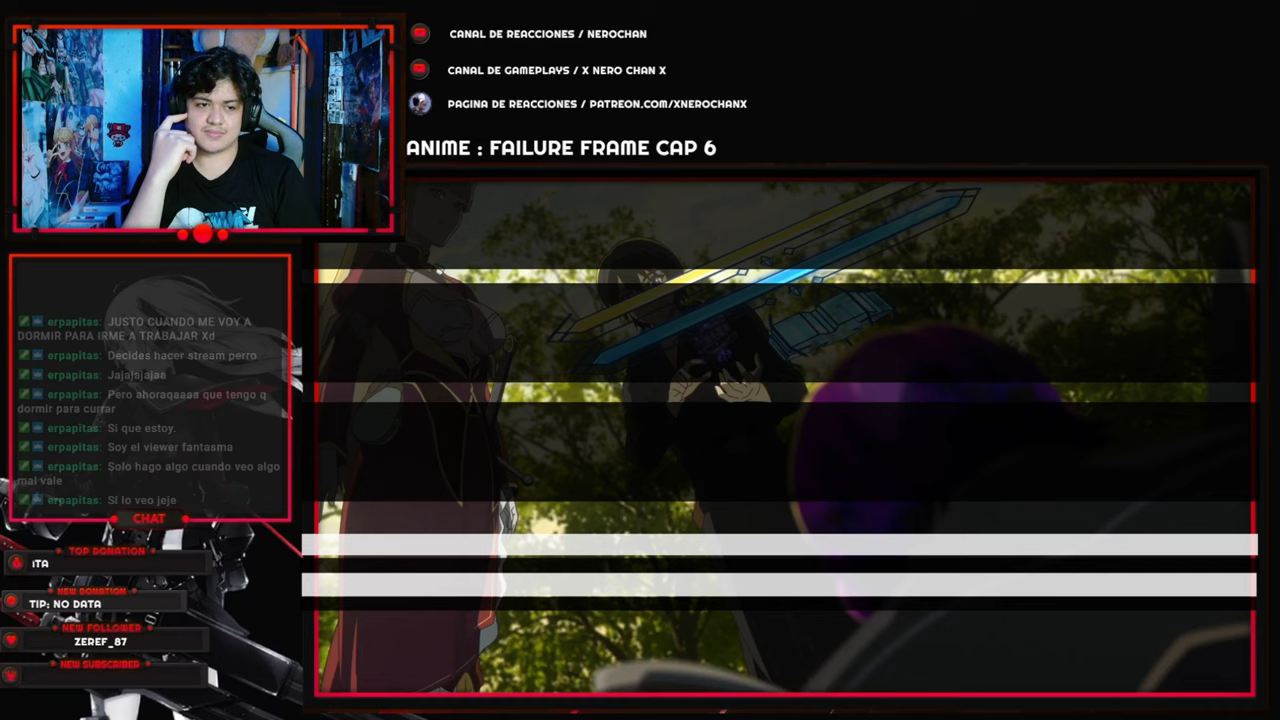 CANAL DE REACCIONES / NEROCHAN
CANAL DE GAMEPLAYS / X NERO CHAN X
PAGINA DE REACCIONES / PATREON.COM/XNEROCHANX
ANIME : FAILURE FRAME CAP 6
erpapitas: JUSTO CUANDO ME VOY A
DORMIR PARA IRME A TRABAJAR Xd
erpapitas: Decides hacer stream perro
erpapitas: Jajajajajaa
erpapitas: Pero ahoraqaaaa que tengo q
dormir para currar
erpapitas: Si que estoy.
erpapitas: Soy el viewer fantasma
erpapitas: Solo hago algo cuando veo algo
mal vale
erpapitas: Si lo veo jeje
CHAT
TOP DONATION
iTA
NEW DONATION
TIP: NO DATA
NEW FOLLOWER
ZEREF_87
NEW SUBSCRIBER